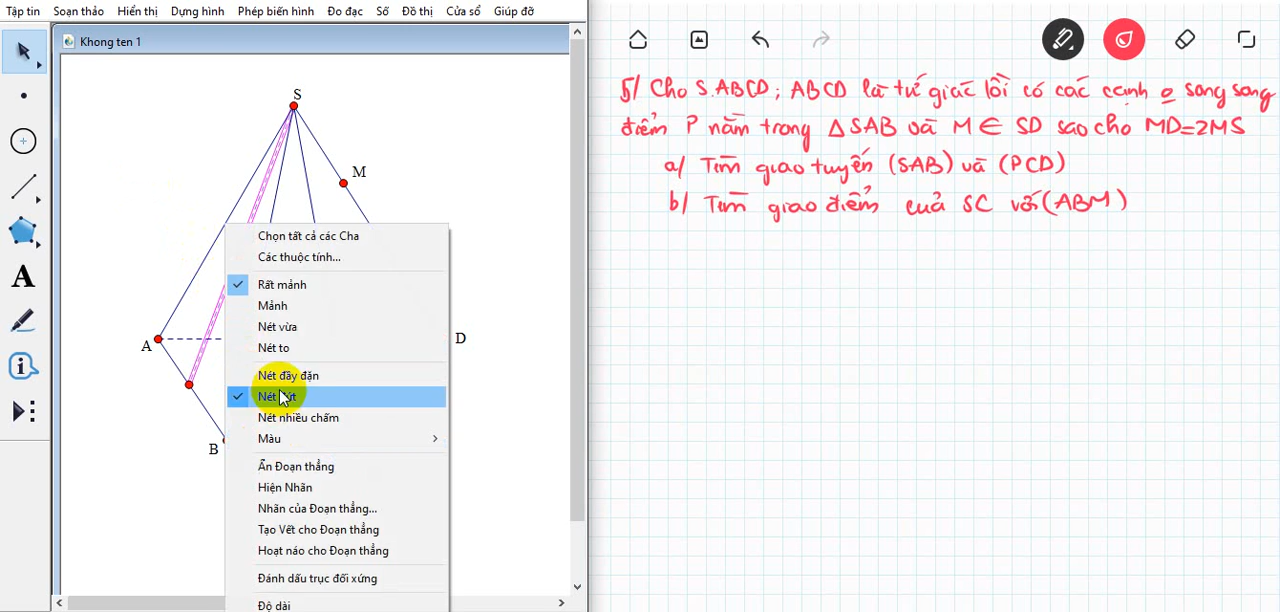 Tập tin Soạn thảo Hiển thị Dựng hình Phép biến hình Đo đạc Số Đồ thị Cửa sổ Giúp đỡ
Khong ten 1
S
M
A
D
B
Chọn tất cả các Cha
Các thuộc tính...
Rất mảnh
Mảnh
Nét vừa
Nét to
Nét đầy đặn
Nét
Nét nhiều chấm
Màu
Ẩn Đoạn thẳng
Hiện Nhãn
Nhãn của Đoạn thẳng...
Tạo Vết cho Đoạn thẳng
Hoạt náo cho Đoạn thẳng
Đánh dấu trục đối xứng
Độ dài
A
5/ Cho S.ABCD; ABCD là tứ giác lồi có các cạnh o song song
điểm P nằm trong △SAB và M ∈ SD sao cho MD=2MS
a/ Tìm giao tuyến (SAB) và (PCD)
b/ Tìm giao điểm của SC với (ABM)